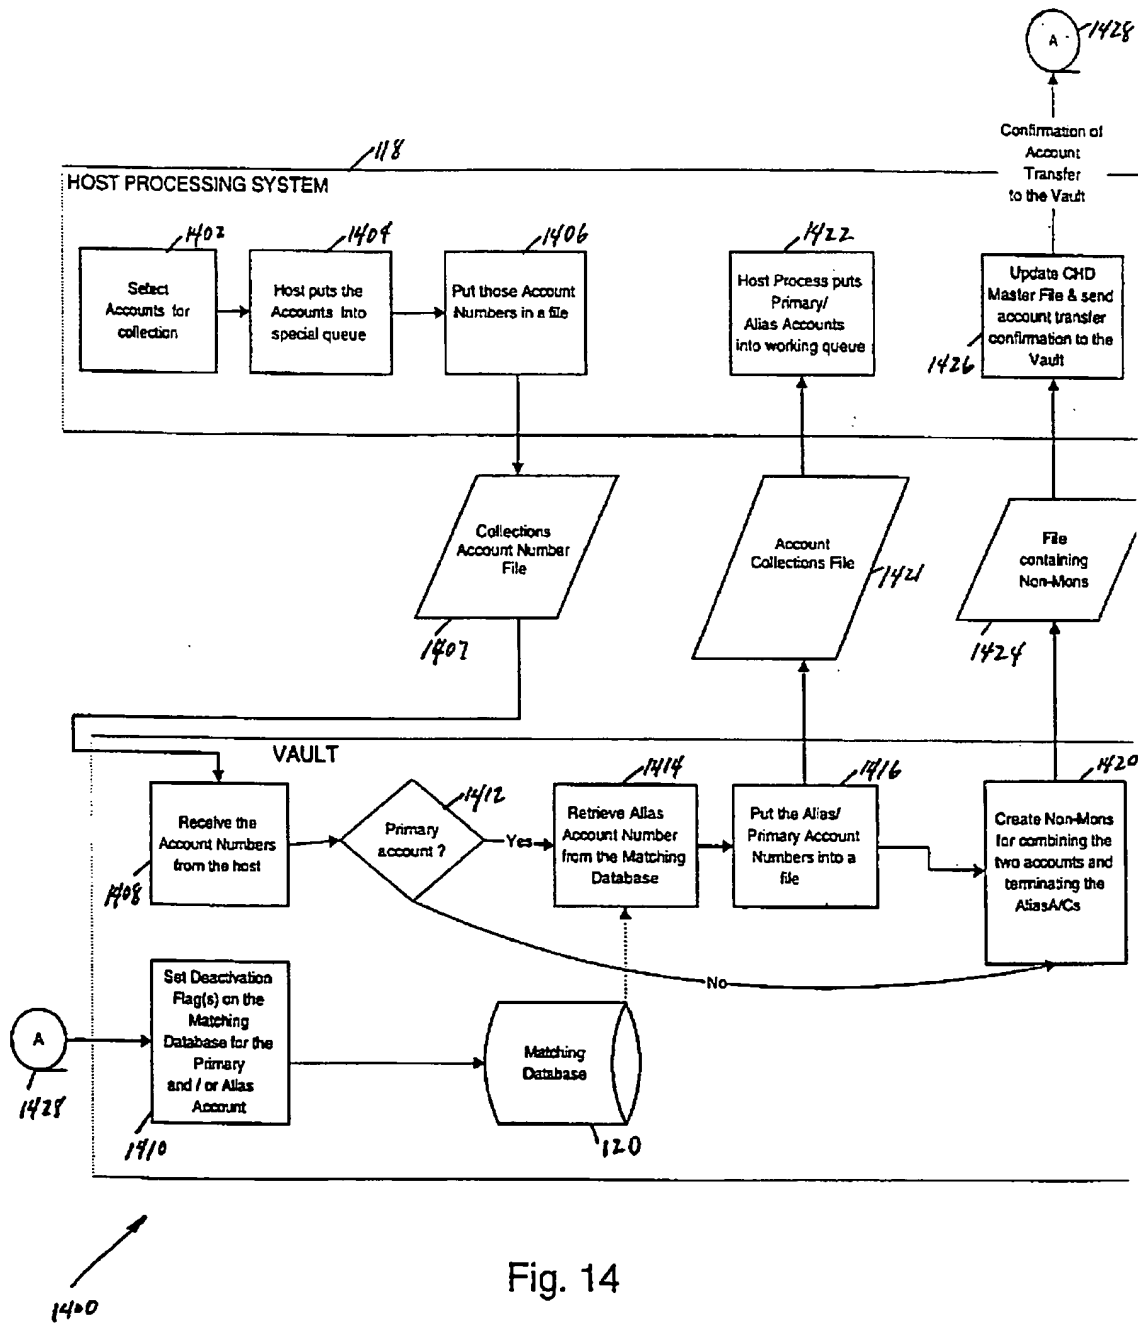 A
1428
Confirmation of
Account
Transfer
to the Vault
118
HOST PROCESSING SYSTEM
1402
Select
Accounts for
collection
1404
Host puts the
Accounts into
special queue
1406
Put those Account
Numbers in a file
1422
Host Process puts
Primary/
Alias Accounts
into working queue
Update CHD
Master File & send
account transfer
confirmation to the
Vault
1426
Collections
Account Number
File
1407
Account
Collections File
1421
File
containing
Non-Mons
1424
VAULT
Receive the
Account Numbers
from the host
1408
1412
Primary
account ?
Yes
No
1414
Retrieve Alias
Account Number
from the Matching
Database
1416
Put the Alias/
Primary Account
Numbers into a
file
1420
Create Non-Mons
for combining the
two accounts and
terminating the
AliasA/Cs
A
1428
Set Deactivation
Flag(s) on the
Matching
Database for the
Primary
and / or Alias
Account
1410
Matching
Database
120
1400
Fig. 14